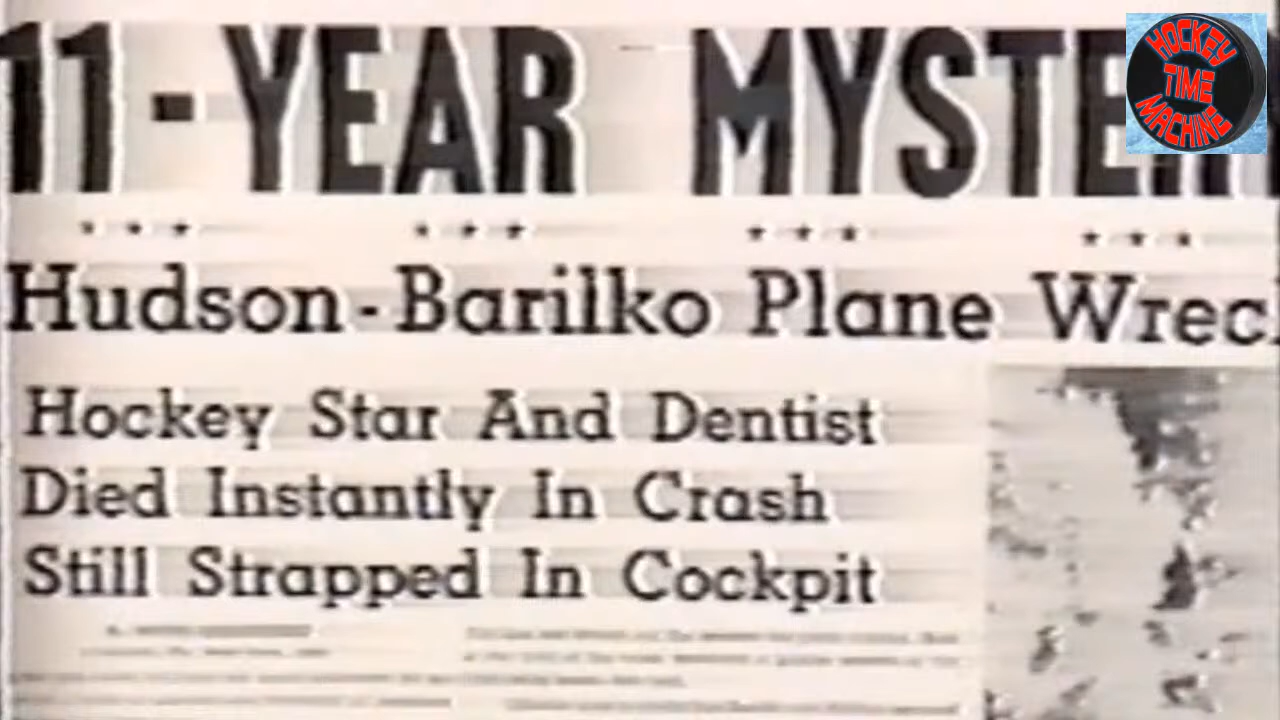 11-YEAR MYSTE
HOCKEY
TIME
MACHINE
* * * * * * * * * * * *
Hudson-Barilko Plane Wrec
Hockey Star And Dentist
Died Instantly In Crash
Still Strapped In Cockpit